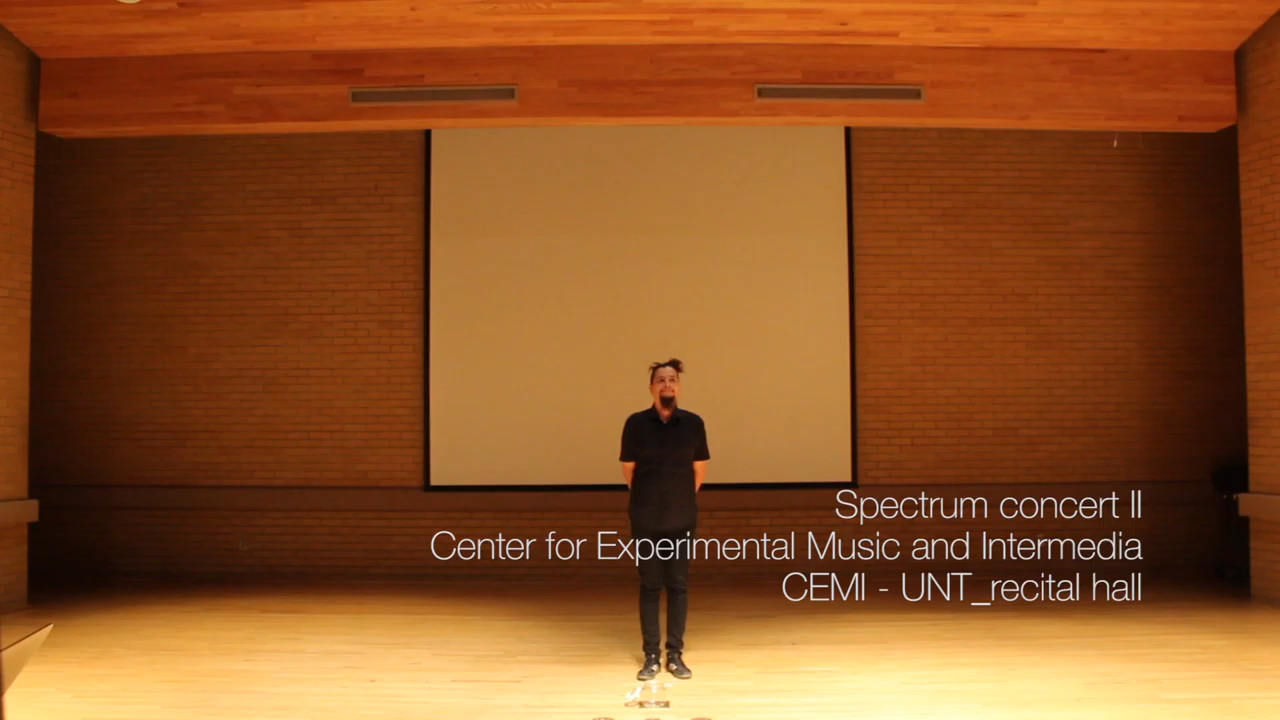 Spectrum concert II
Center for Experimental Music and Intermedia
CEMI - UNT_recital hall